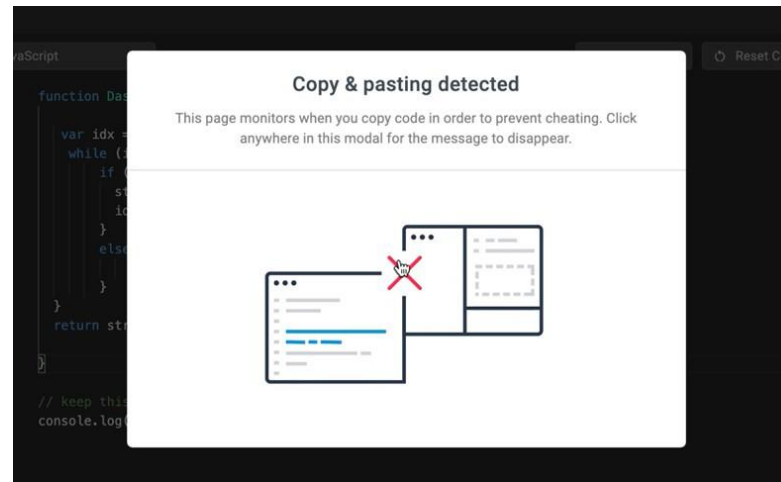 vaScript
Reset C
Copy & pasting detected
This page monitors when you copy code in order to prevent cheating. Click
anywhere in this modal for the message to disappear.
function Das
var idx =
while (i
if (
st
id
}
else
}
}
return str
}
// keep this
console.log(